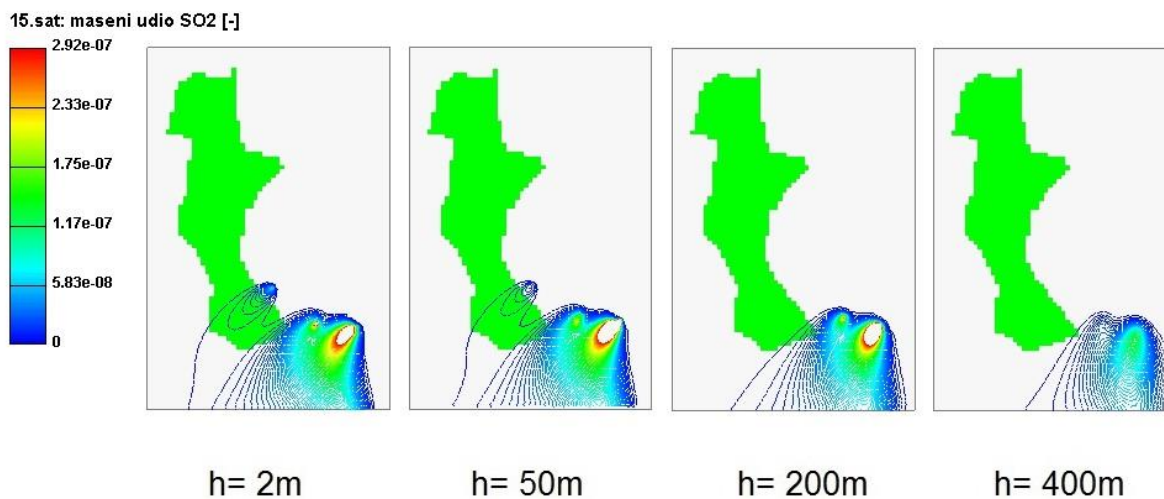 15.sat: maseni udio SO2 [-]
2.92e-07
2.33e-07
1.75e-07
1.17e-07
5.83e-08
0
h= 2m
h= 50m
h= 200m
h= 400m